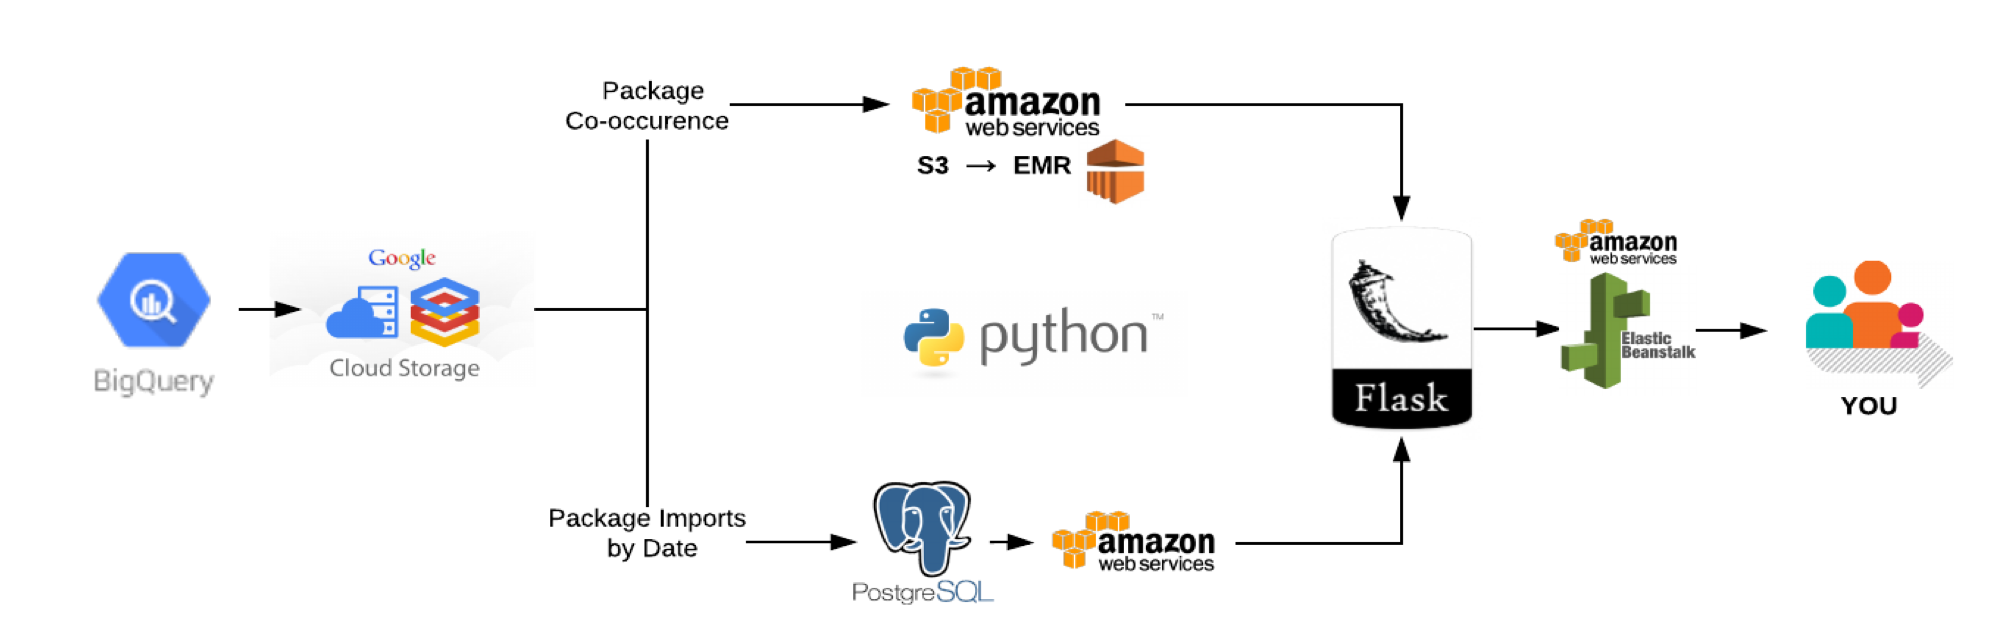 Package
Co-occurence
amazon
web services
S3 → EMR
Google
Cloud Storage
BigQuery
python™
Flask
amazon
web services
Elastic
Beanstalk
YOU
Package Imports
by Date
PostgreSQL
amazon
web services